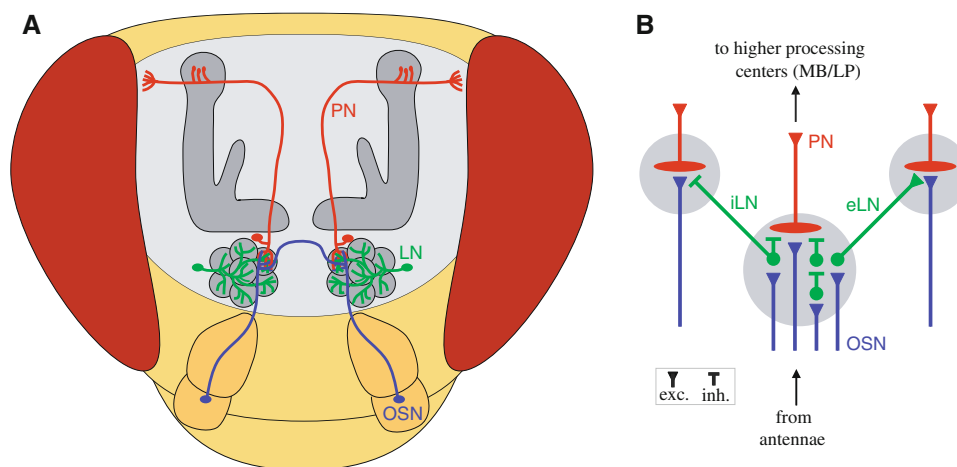 A
PN
LN
OSN
B
to higher processing
centers (MB/LP)
PN
iLN
eLN
OSN
exc. inh.
from
antennae